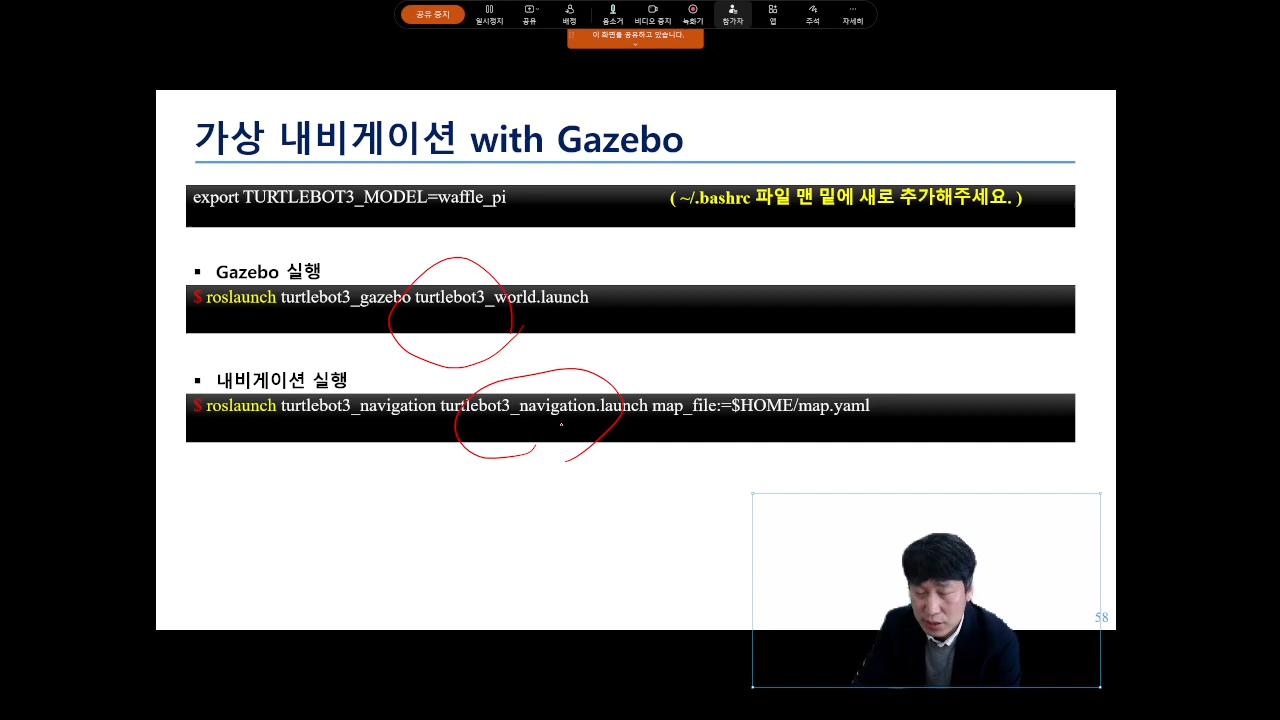 공유 중지
일시정지
공유
배정
음소거
비디오 중지
녹화기
참가자
앱
주석
자세히
이 화면을 공유하고 있습니다.
가상 내비게이션 with Gazebo
export TURTLEBOT3_MODEL=waffle_pi ( ~/.bashrc 파일 맨 밑에 새로 추가해주세요. )
▪ Gazebo 실행
$ roslaunch turtlebot3_gazebo turtlebot3_world.launch
▪ 내비게이션 실행
$ roslaunch turtlebot3_navigation turtlebot3_navigation.launch map_file:=$HOME/map.yaml
58